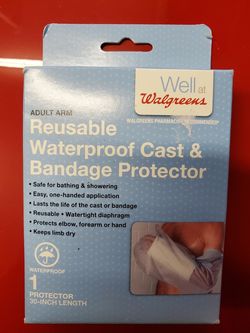 Well at
Walgreens
WALGREENS PHARMACIST RECOMMENDED
ADULT ARM
Reusable
Waterproof Cast &
Bandage Protector
• Safe for bathing & showering
• Easy, one-handed application
• Lasts the life of the cast or bandage
• Reusable • Watertight diaphragm
• Protects elbow, forearm or hand
• Keeps limb dry
WATERPROOF
1
PROTECTOR
30-INCH LENGTH